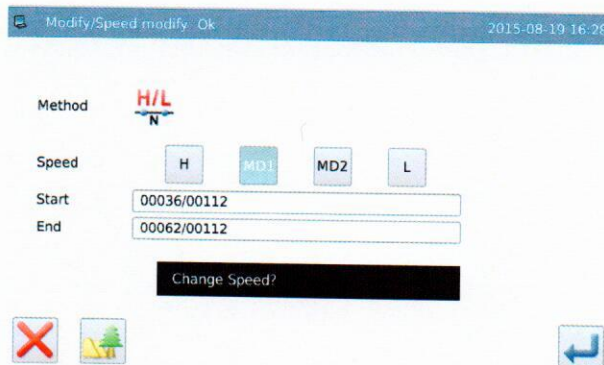 Modify/Speed modify Ok 2015-08-19 16:28
Method H/L
N
Speed H MD1 MD2 L
Start 00036/00112
End 00062/00112
Change Speed?